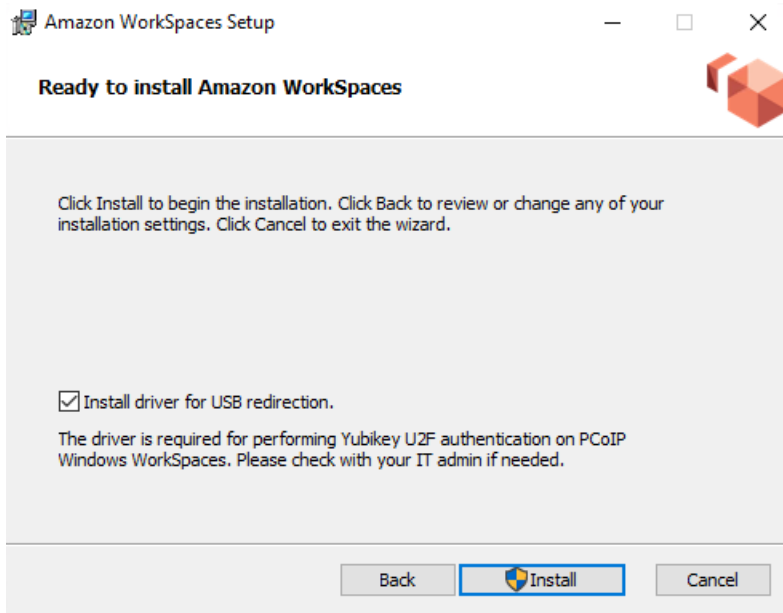 Amazon WorkSpaces Setup
Ready to install Amazon WorkSpaces
Click Install to begin the installation. Click Back to review or change any of your
installation settings. Click Cancel to exit the wizard.
Install driver for USB redirection.
The driver is required for performing Yubikey U2F authentication on PCoIP
Windows WorkSpaces. Please check with your IT admin if needed.
Back Install Cancel